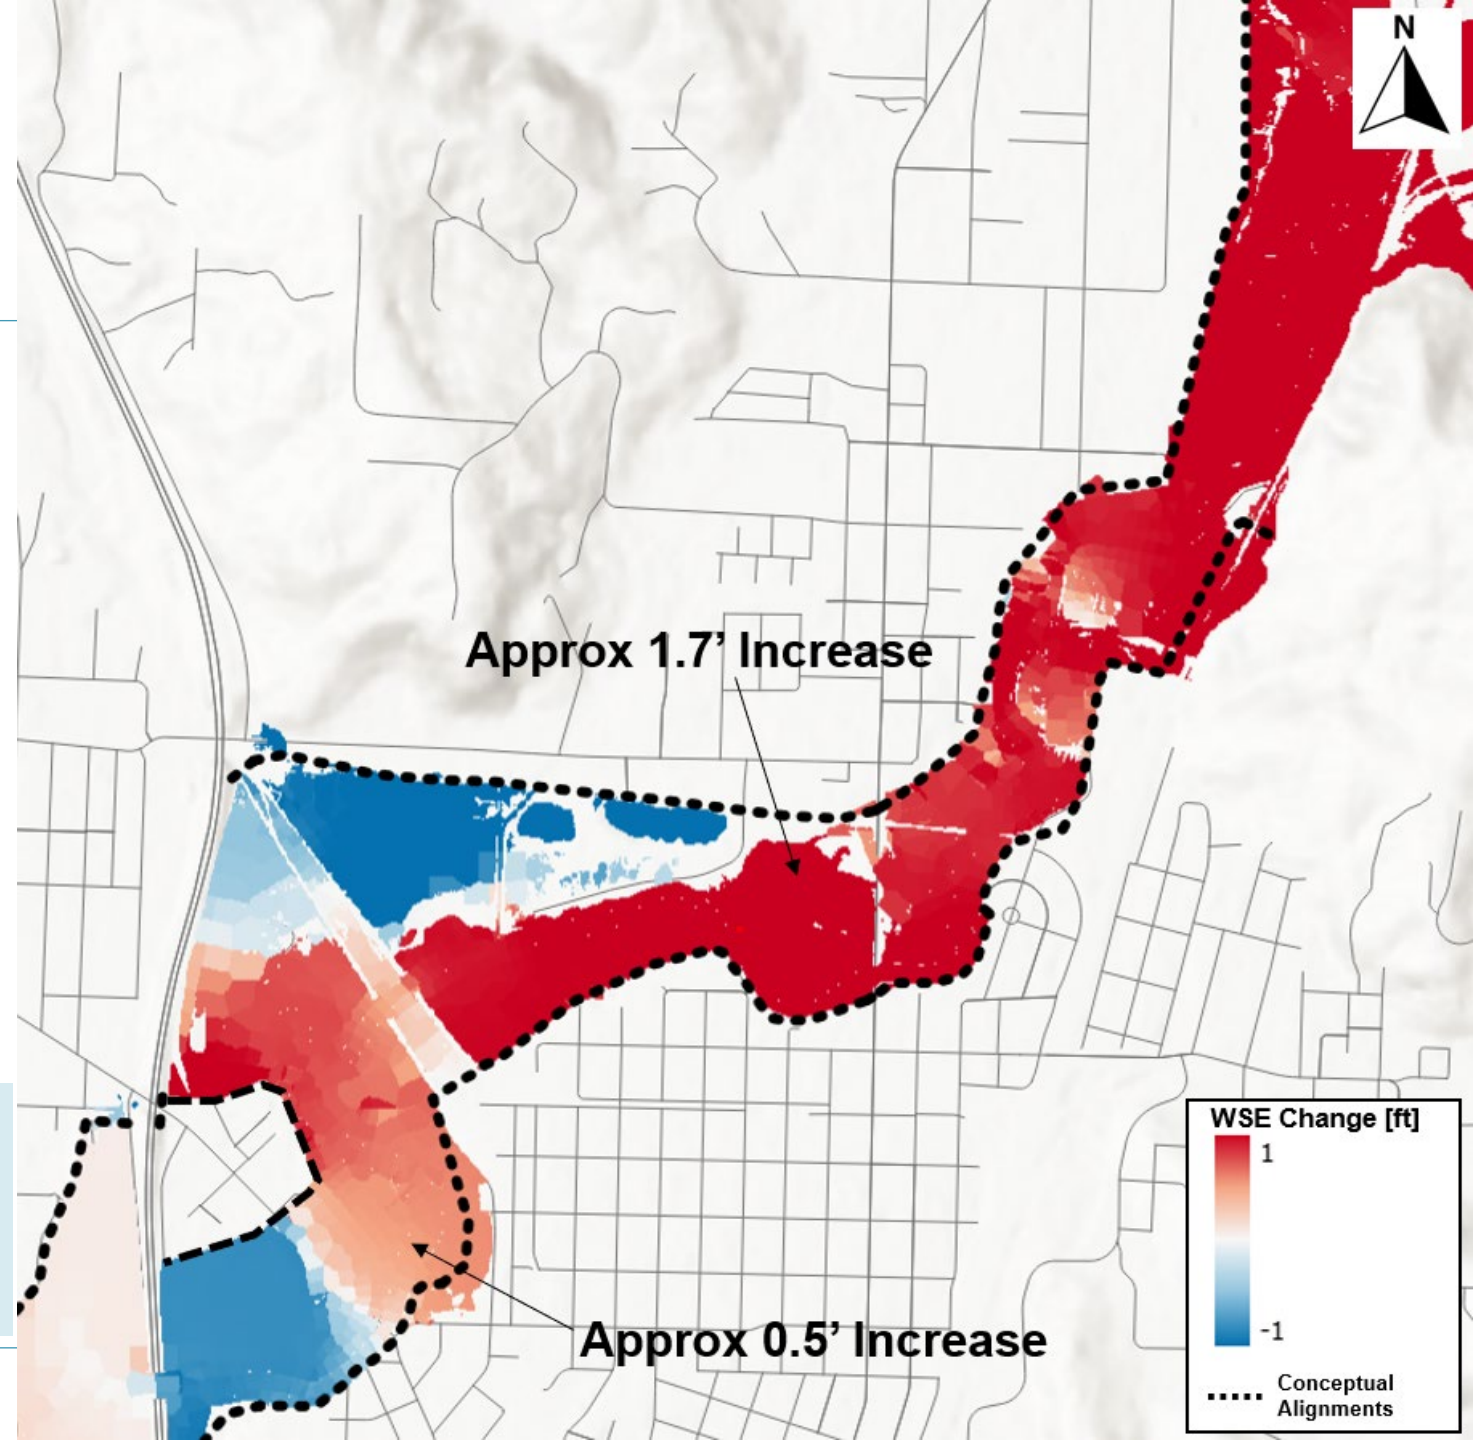 N
Approx 1.7’ Increase
Approx 0.5’ Increase
WSE Change [ft]
1
-1
Conceptual
Alignments